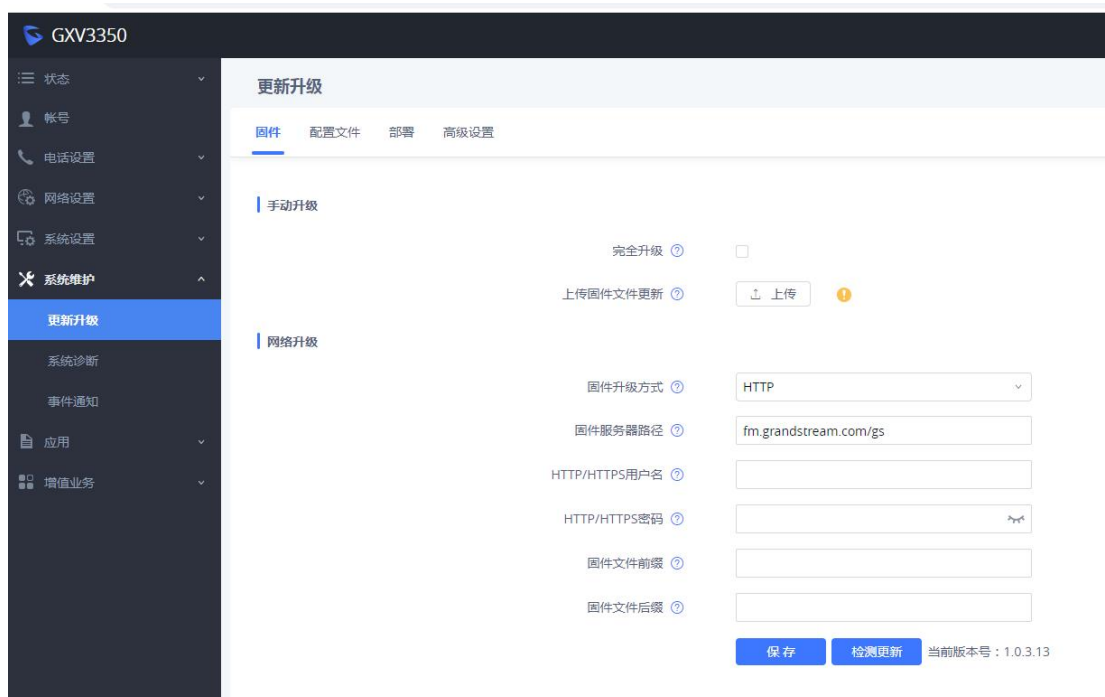 GXV3350
状态
帐号
电话设置
网络设置
系统设置
系统维护
更新升级
系统诊断
事件通知
应用
增值业务
更新升级
固件 配置文件 部署 高级设置
手动升级
完全升级 ?
上传固件文件更新 ? 上传 !
网络升级
固件升级方式 ? HTTP
固件服务器路径 ? fm.grandstream.com/gs
HTTP/HTTPS用户名 ?
HTTP/HTTPS密码 ?
固件文件前缀 ?
固件文件后缀 ?
保存 检测更新 当前版本号：1.0.3.13